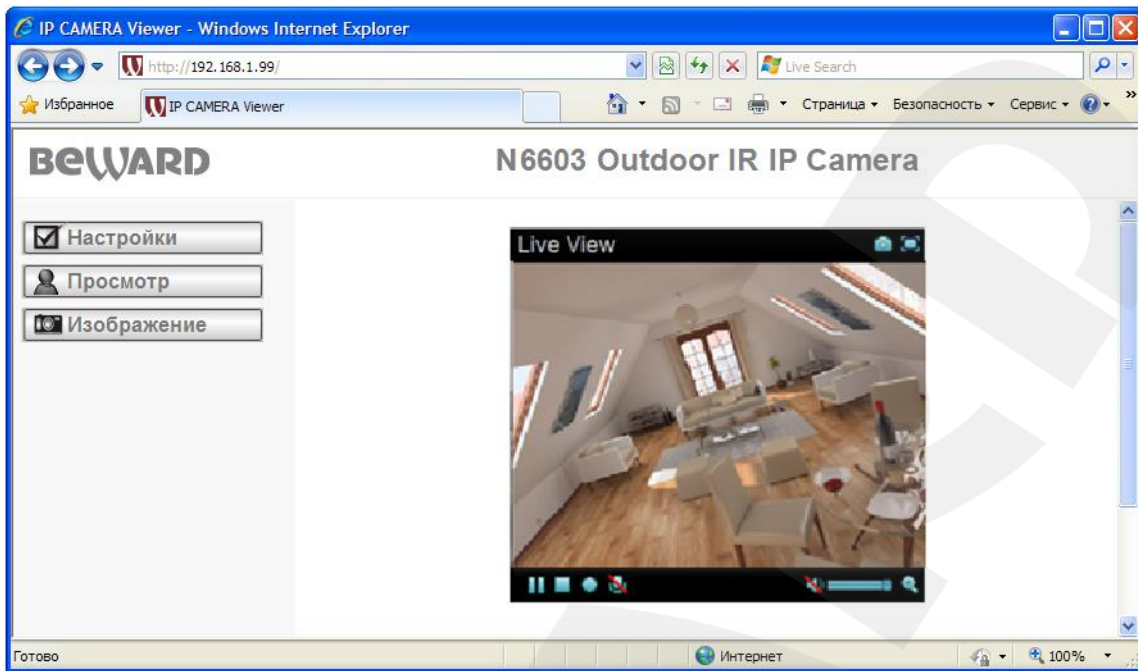 IP CAMERA Viewer - Windows Internet Explorer
http://192.168.1.99/
Live Search
Избранное
IP CAMERA Viewer
Страница
Безопасность
Сервис
BEWARD
N6603 Outdoor IR IP Camera
Настройки
Просмотр
Изображение
Live View
Готово
Интернет
100%